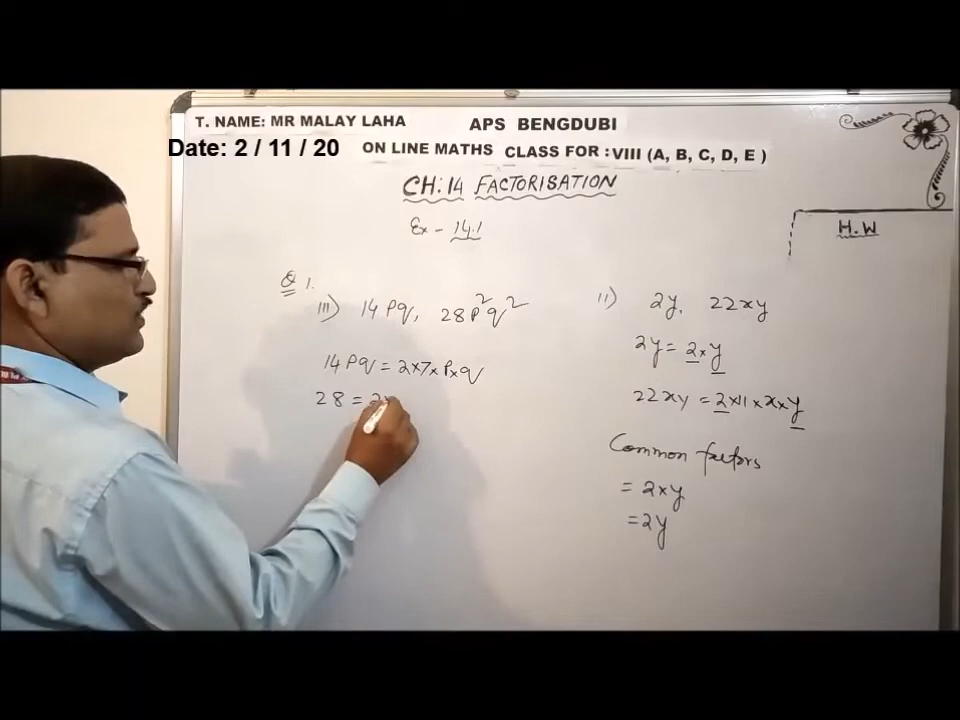 T. NAME: MR MALAY LAHA
APS BENGDUBI
Date: 2 / 11 / 20
ON LINE MATHS CLASS FOR : VIII (A, B, C, D, E )
CH: 14 FACTORISATION
Ex - 14.1
H.W
Q 1.
III) 14 Pq, 28 P²q²
14 Pq = 2×7× P×q
28 = 2×
II) 2y, 22xy
2y = 2×y
22xy = 2×11×x×y
Common factors
= 2×y
= 2y